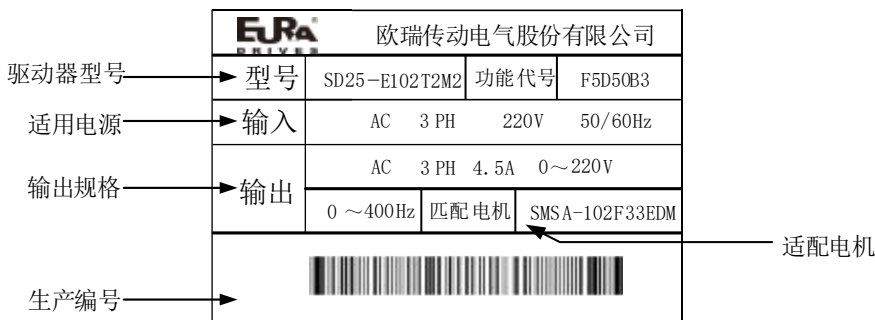 EURA DRIVES 欧瑞传动电气股份有限公司
驱动器型号 型号 SD25-E102T2M2 功能代号 F5D50B3
适用电源 输入 AC 3 PH 220V 50/60Hz
输出规格 输出 AC 3 PH 4.5A 0～220V
0 ～400Hz 匹配电机 SMSA-102F33EDM
适配电机
生产编号